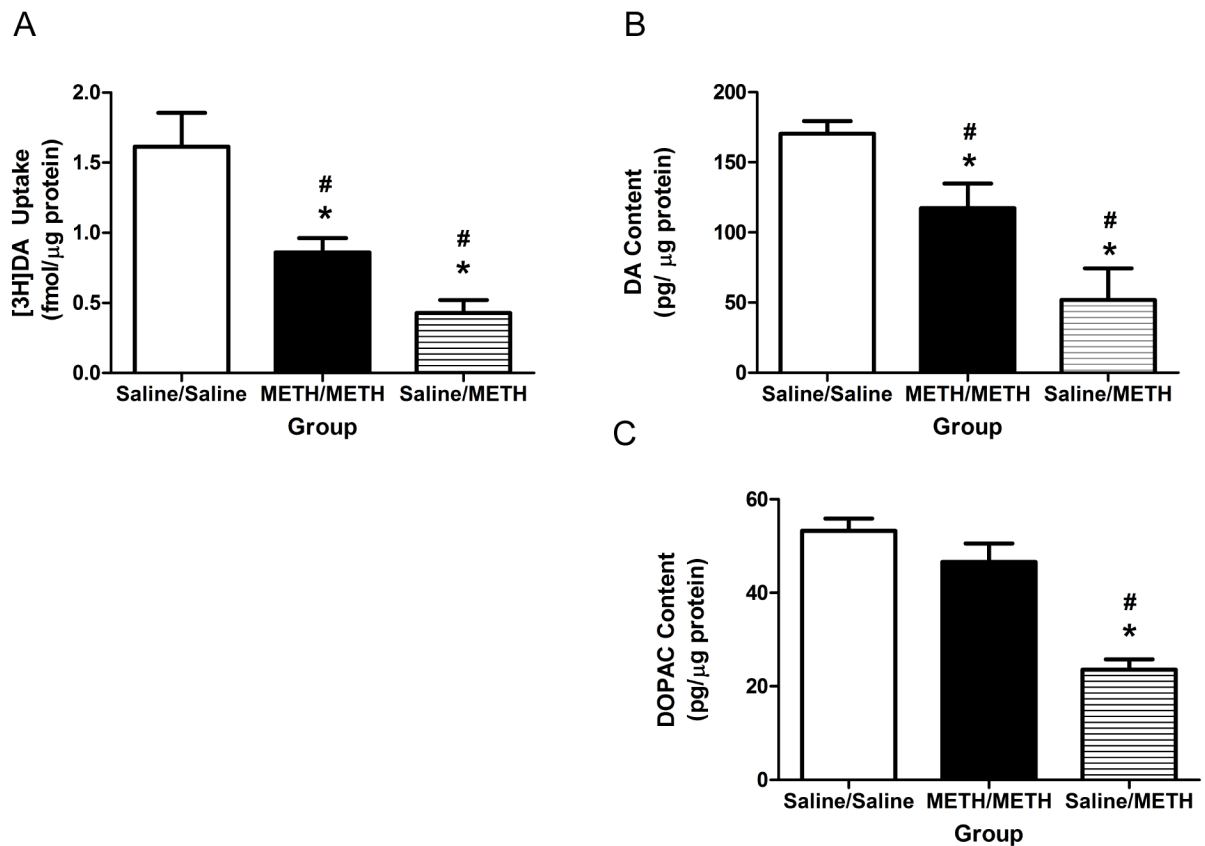 A
[3H]DA Uptake
(fmol/μg protein)
2.0
1.5
1.0
0.5
0.0
#
*
#
*
Saline/Saline METH/METH Saline/METH
Group
B
DA Content
(pg/ μg protein)
200
150
100
50
0
#
*
#
*
Saline/Saline METH/METH Saline/METH
Group
C
DOPAC Content
(pg/μg protein)
60
40
20
0
#
*
Saline/Saline METH/METH Saline/METH
Group